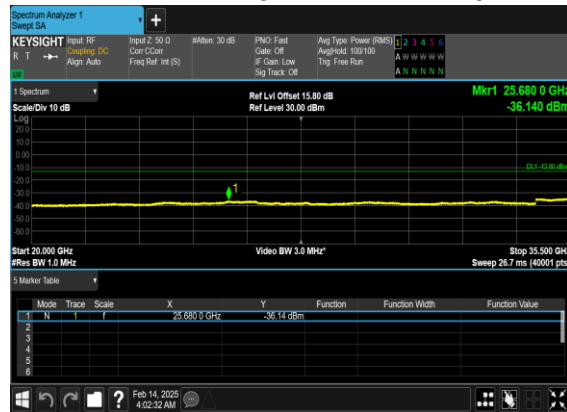 Spectrum Analyzer 1
Swept SA
+
KEYSIGHT Input: RF Input Z: 50 Ω #Atten: 30 dB PNO: Fast Avg Type: Power (RMS) 1 2 3 4 5 6
R T Coupling: DC Corr CCorr Gate: Off Avg|Hold: 100/100 A W W W W W
Align: Auto Freq Ref: Int (S) IF Gain: Low Trig: Free Run
Sig Track: Off A N N N N N
1 Spectrum Ref Lvl Offset 15.80 dB Mkr1 25.680 0 GHz
Scale/Div 10 dB Ref Level 30.00 dBm -36.140 dBm
Log
20.0
10.0
0.00
-10.0 DL1 -13.00 dBm
-20.0
-30.0 1
-40.0
-50.0
-60.0
Start 20.000 GHz Video BW 3.0 MHz* Stop 35.500 GHz
#Res BW 1.0 MHz Sweep 26.7 ms (40001 pts)
5 Marker Table
Mode Trace Scale X Y Function Function Width Function Value
1 N 1 f 25.680 0 GHz -36.14 dBm
2
3
4
5
6
? Feb 14, 2025
4:02:32 AM